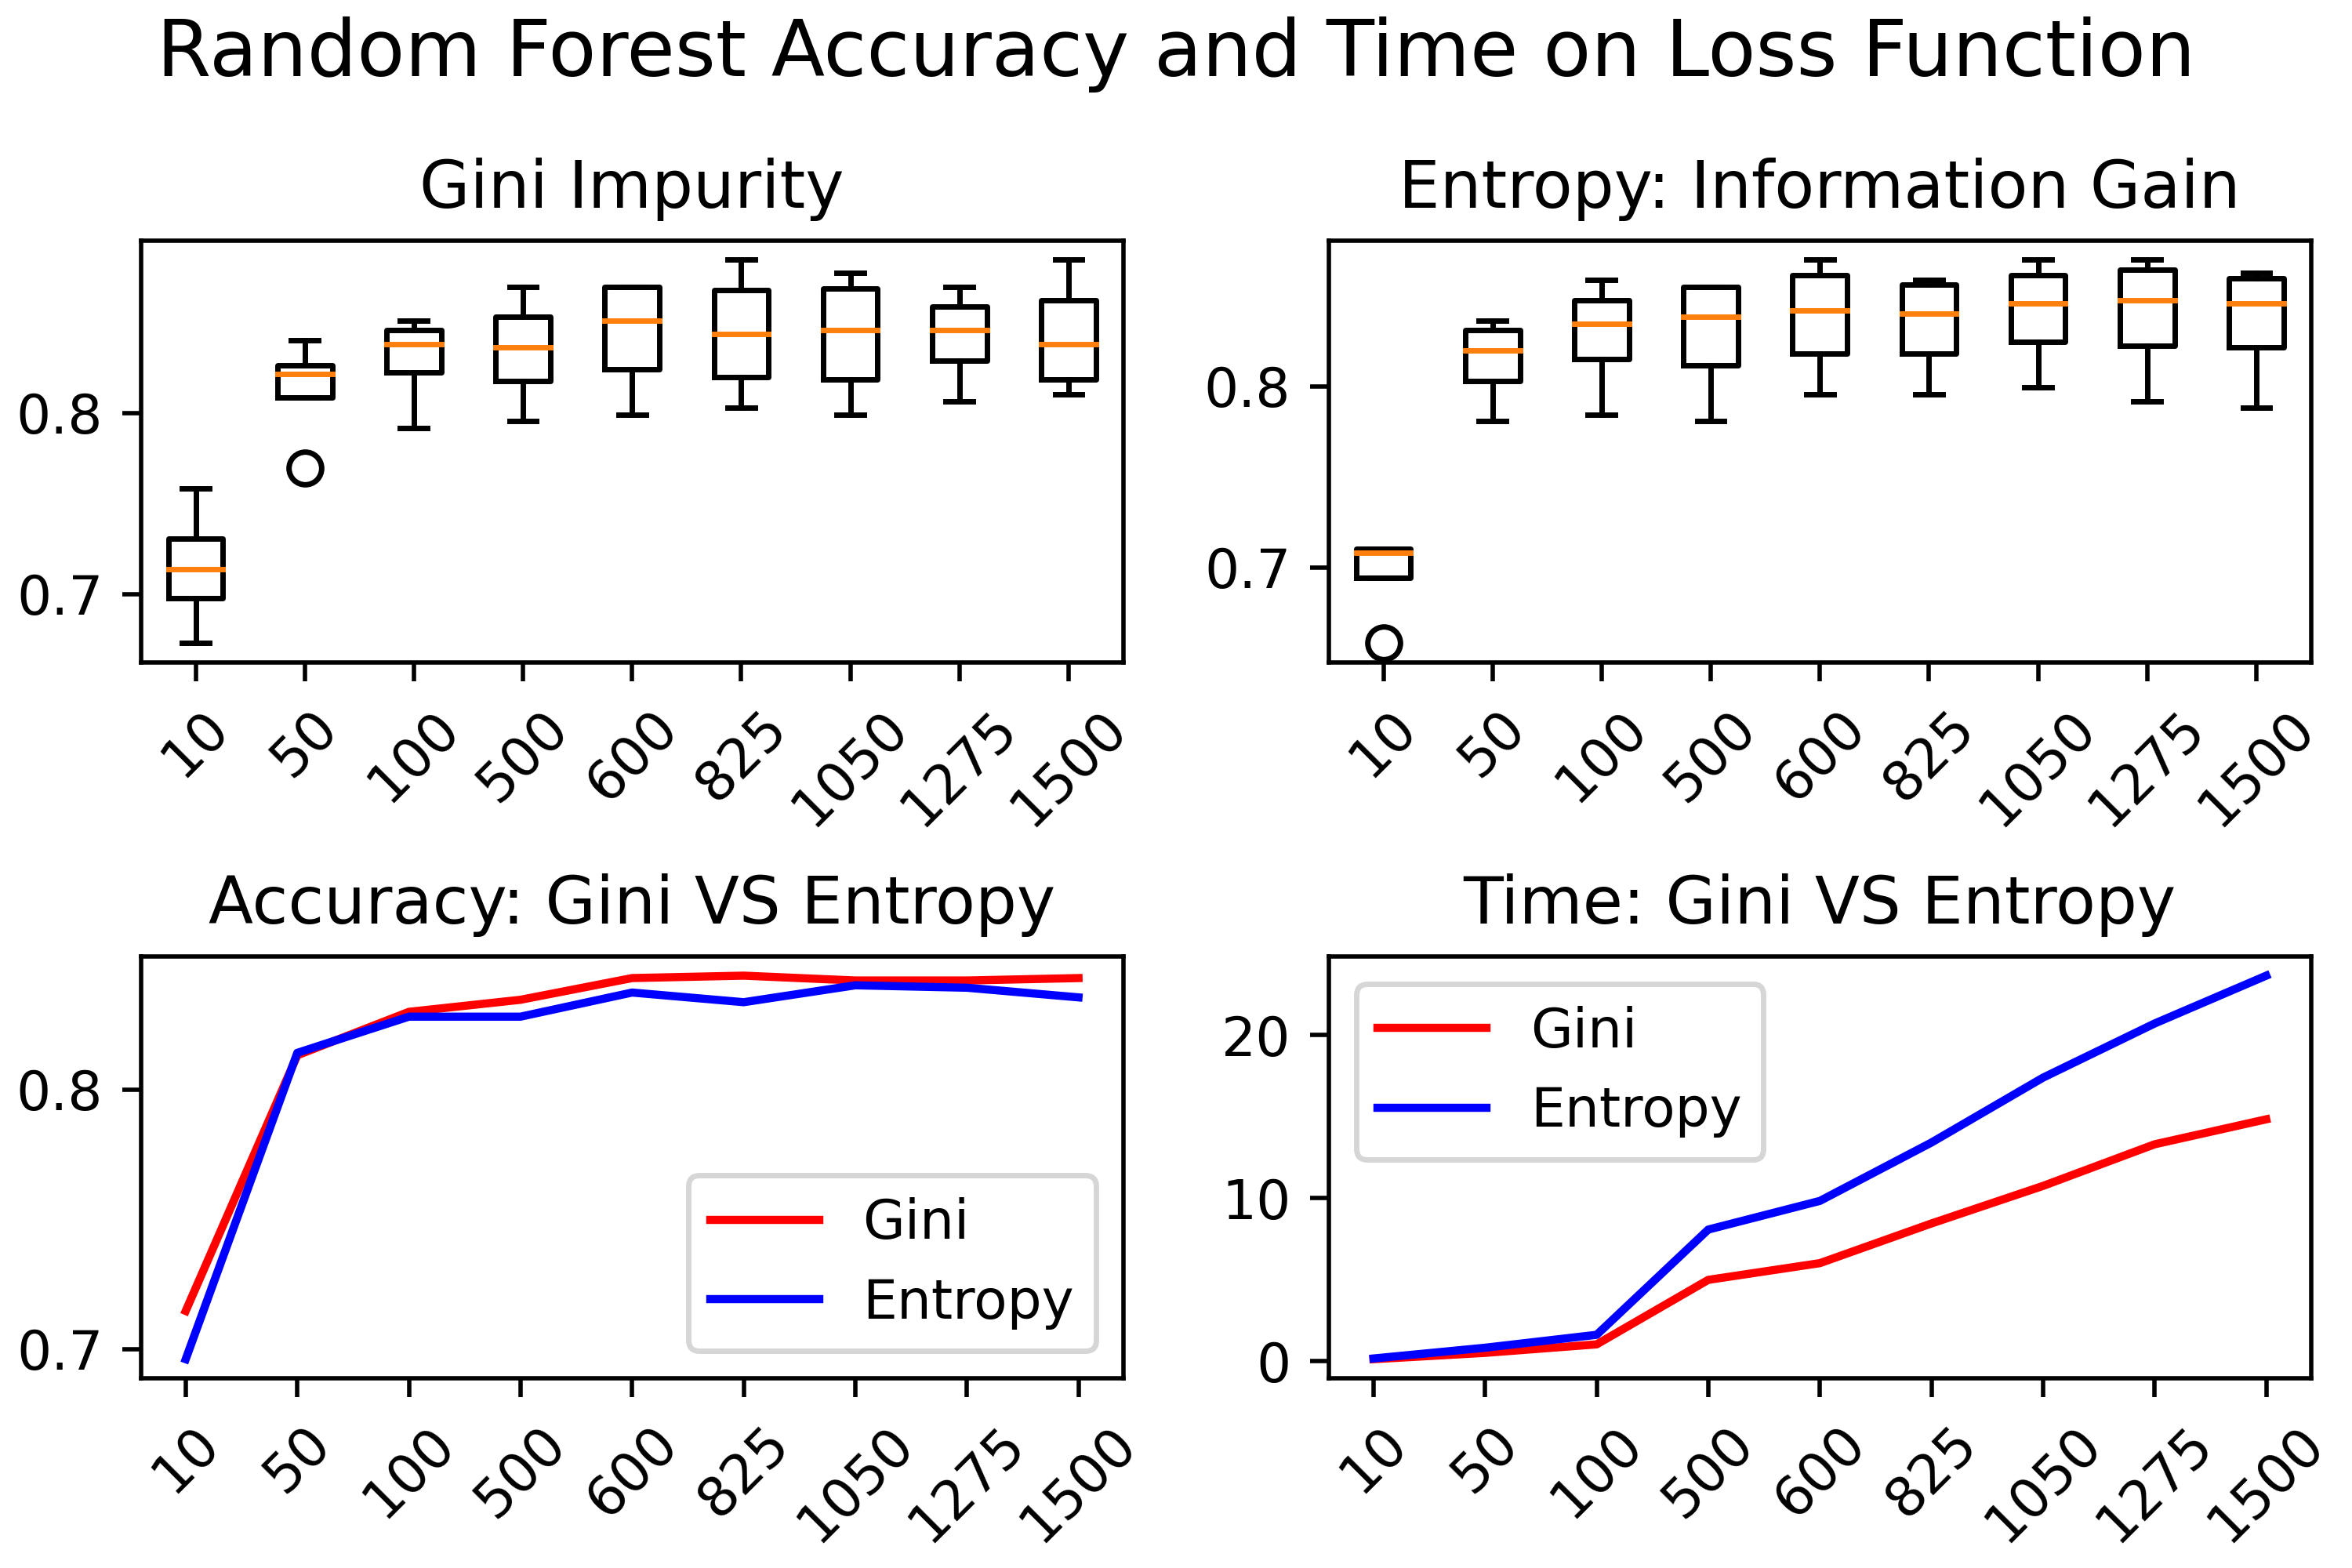 Random Forest Accuracy and Time on Loss Function
Gini Impurity
0.8
0.7
10 50 100 500 600 825 1050 1275 1500
Entropy: Information Gain
0.8
0.7
10 50 100 500 600 825 1050 1275 1500
Accuracy: Gini VS Entropy
0.8
0.7
Gini
Entropy
10 50 100 500 600 825 1050 1275 1500
Time: Gini VS Entropy
20
10
0
Gini
Entropy
10 50 100 500 600 825 1050 1275 1500